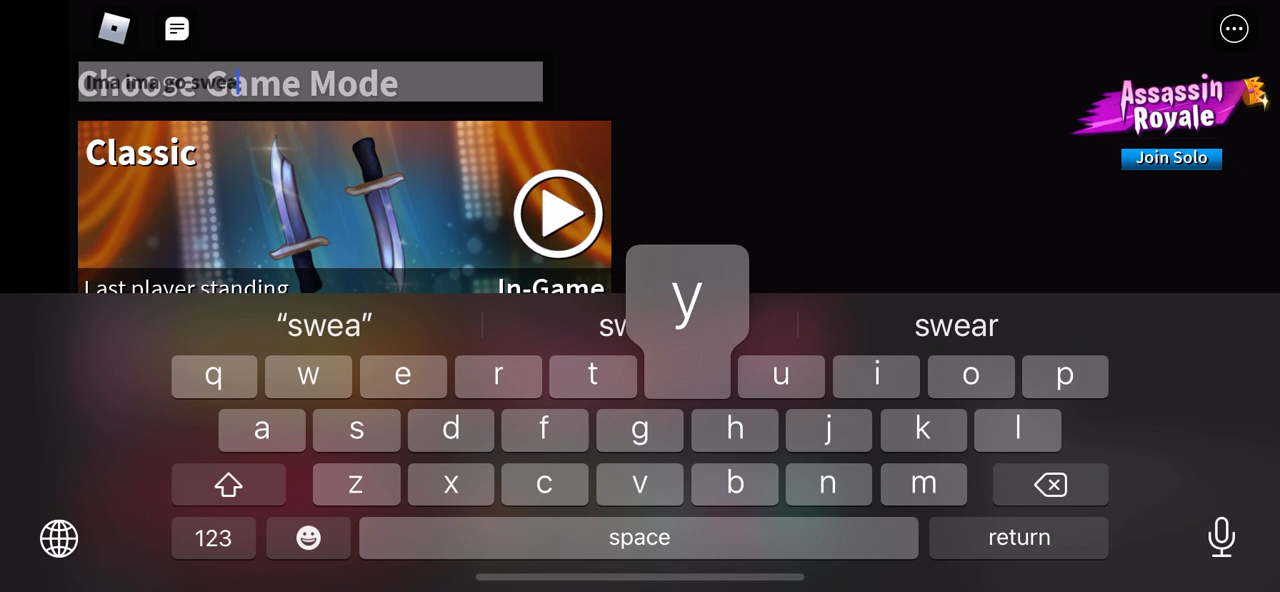 Choose Game Mode
Ima ima go swea
Assassin
Royale
Join Solo
Classic
Last player standing
In-Game
y
“swea”
swear
q w e r t u i o p
a s d f g h j k l
z x c v b n m
123
space
return